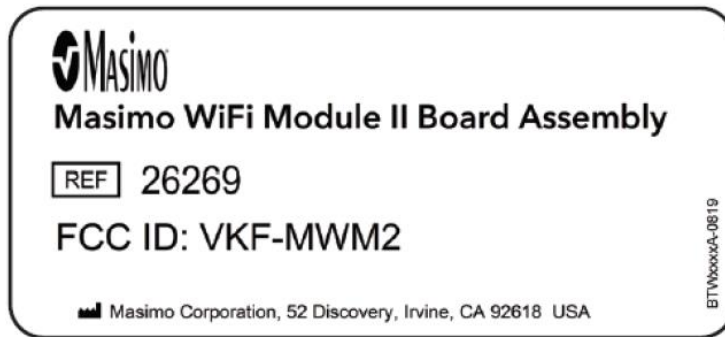 Masimo
Masimo WiFi Module II Board Assembly
REF 26269
FCC ID: VKF-MWM2
Masimo Corporation, 52 Discovery, Irvine, CA 92618 USA
BTWxxxxA-0819